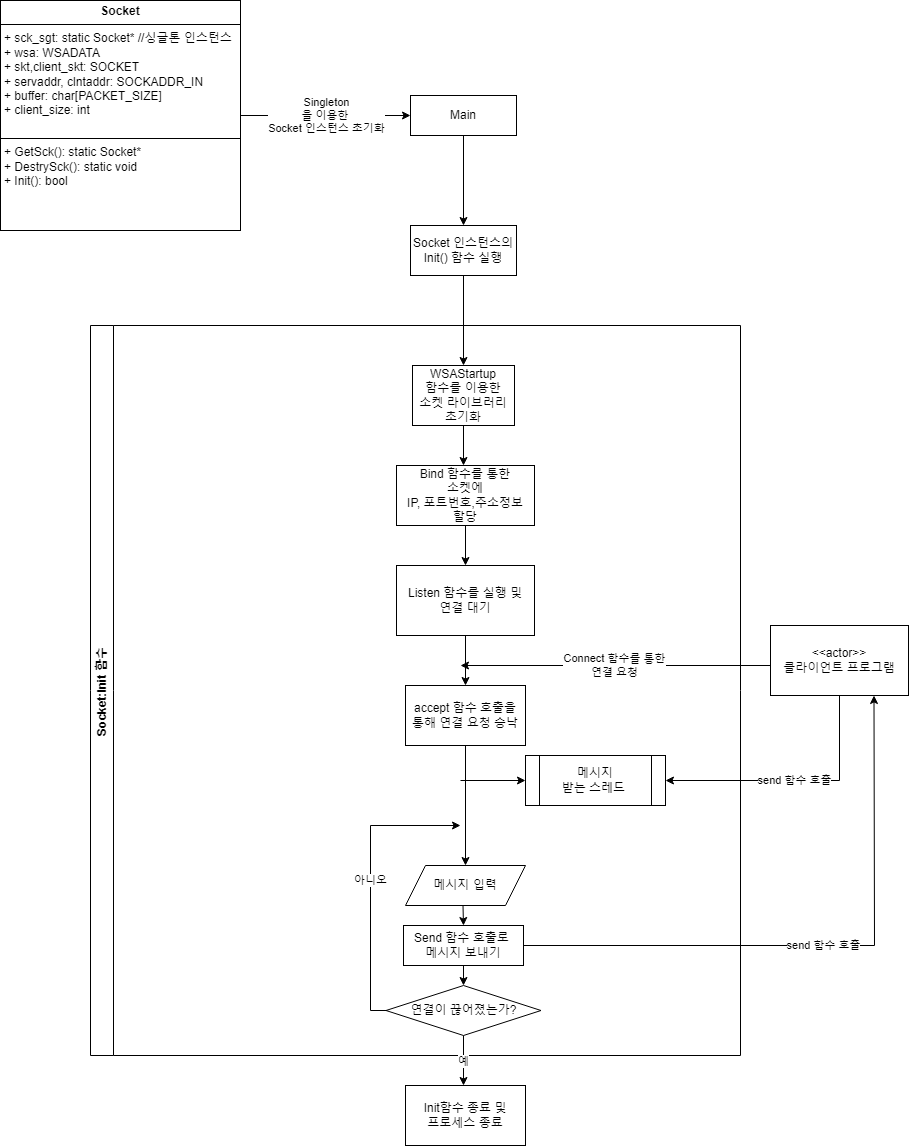 Socket
+ sck_sgt: static Socket* //싱글톤 인스턴스
+ wsa: WSADATA
+ skt,client_skt: SOCKET
+ servaddr, clntaddr: SOCKADDR_IN
+ buffer: char[PACKET_SIZE]
+ client_size: int
+ GetSck(): static Socket*
+ DestrySck(): static void
+ Init(): bool
Singleton
을 이용한
Socket 인스턴스 초기화
Main
Socket 인스턴스의
Init() 함수 실행
Socket:Init 함수
WSAStartup
함수를 이용한
소켓 라이브러리
초기화
Bind 함수를 통한
소켓에
IP, 포트번호,주소정보
할당
Listen 함수를 실행 및
연결 대기
Connect 함수를 통한
연결 요청
<<actor>>
클라이언트 프로그램
accept 함수 호출을
통해 연결 요청 승낙
메시지
받는 스레드
send 함수 호출
아니오
메시지 입력
Send 함수 호출로
메시지 보내기
send 함수 호출
연결이 끊어졌는가?
예
Init함수 종료 및
프로세스 종료